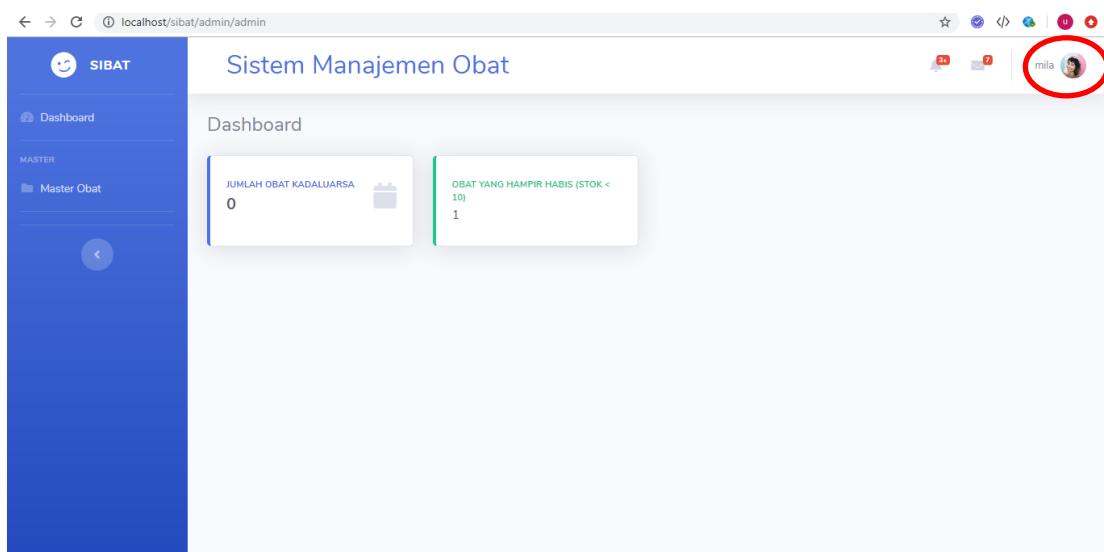 localhost/sibat/admin/admin
u
SIBAT
Sistem Manajemen Obat
3+
7
mila
Dashboard
Dashboard
MASTER
Master Obat
JUMLAH OBAT KADALUARSA
0
OBAT YANG HAMPIR HABIS (STOK <
10)
1